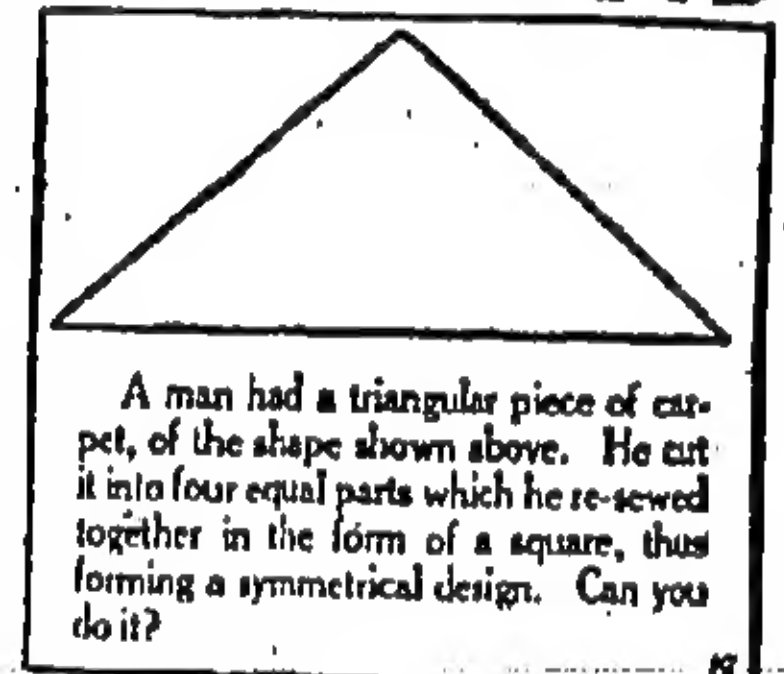 A man had a triangular piece of car-
pet, of the shape shown above. He cut
it into four equal parts which he re-sewed
together in the form of a square, thus
forming a symmetrical design. Can you
do it?